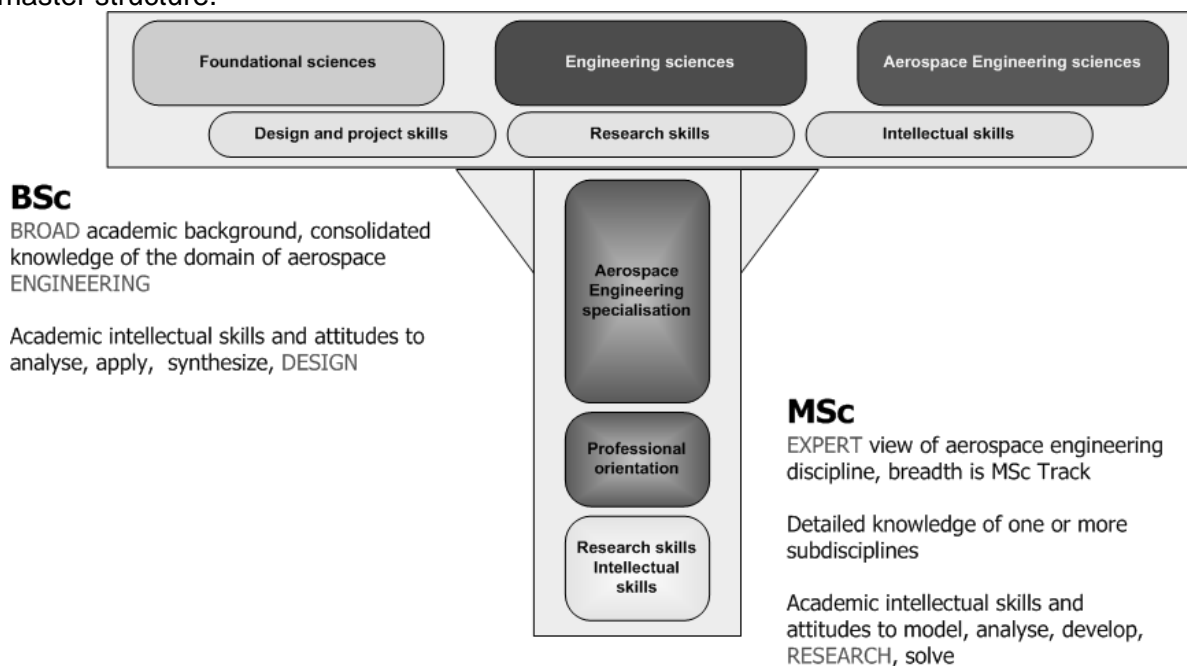 master structure.
Foundational sciences
Engineering sciences
Aerospace Engineering sciences
Design and project skills
Research skills
Intellectual skills
BSc
BROAD academic background, consolidated
knowledge of the domain of aerospace
ENGINEERING
Academic intellectual skills and attitudes to
analyse, apply, synthesize, DESIGN
Aerospace
Engineering
specialisation
Professional
orientation
Research skills
Intellectual
skills
MSc
EXPERT view of aerospace engineering
discipline, breadth is MSc Track
Detailed knowledge of one or more
subdisciplines
Academic intellectual skills and
attitudes to model, analyse, develop,
RESEARCH, solve